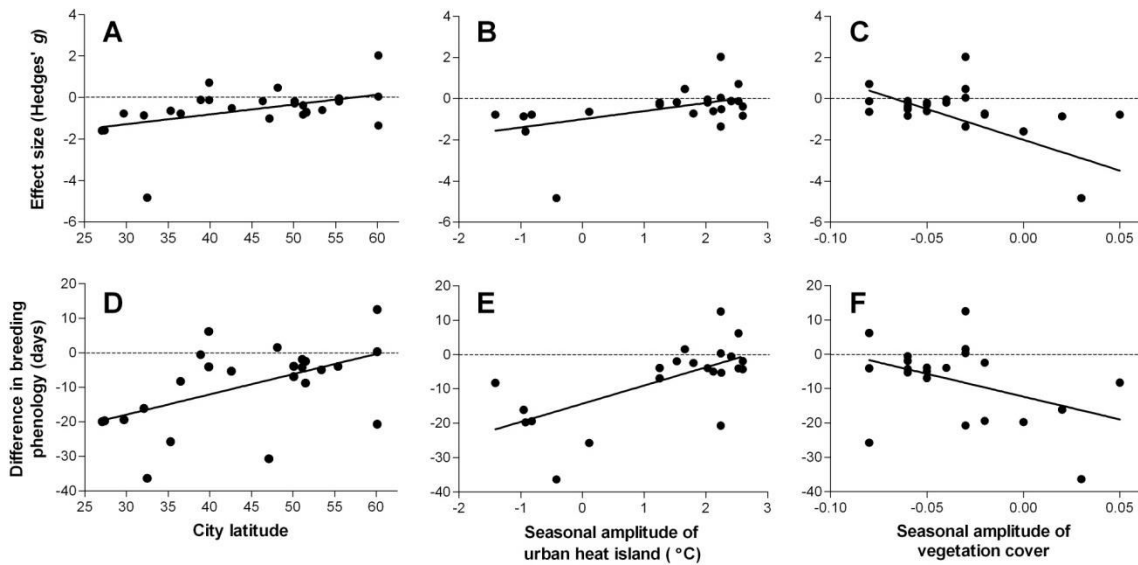 A
B
C
Effect size (Hedges' g)
4
2
0
-2
-4
-6
25 30 35 40 45 50 55 60
4
2
0
-2
-4
-6
-2 -1 0 1 2 3
4
2
0
-2
-4
-6
-0.10 -0.05 0.00 0.05
D
E
F
Difference in breeding
phenology (days)
20
10
0
-10
-20
-30
-40
25 30 35 40 45 50 55 60
City latitude
20
10
0
-10
-20
-30
-40
-2 -1 0 1 2 3
Seasonal amplitude of
urban heat island ( °C)
20
10
0
-10
-20
-30
-40
-0.10 -0.05 0.00 0.05
Seasonal amplitude of
vegetation cover